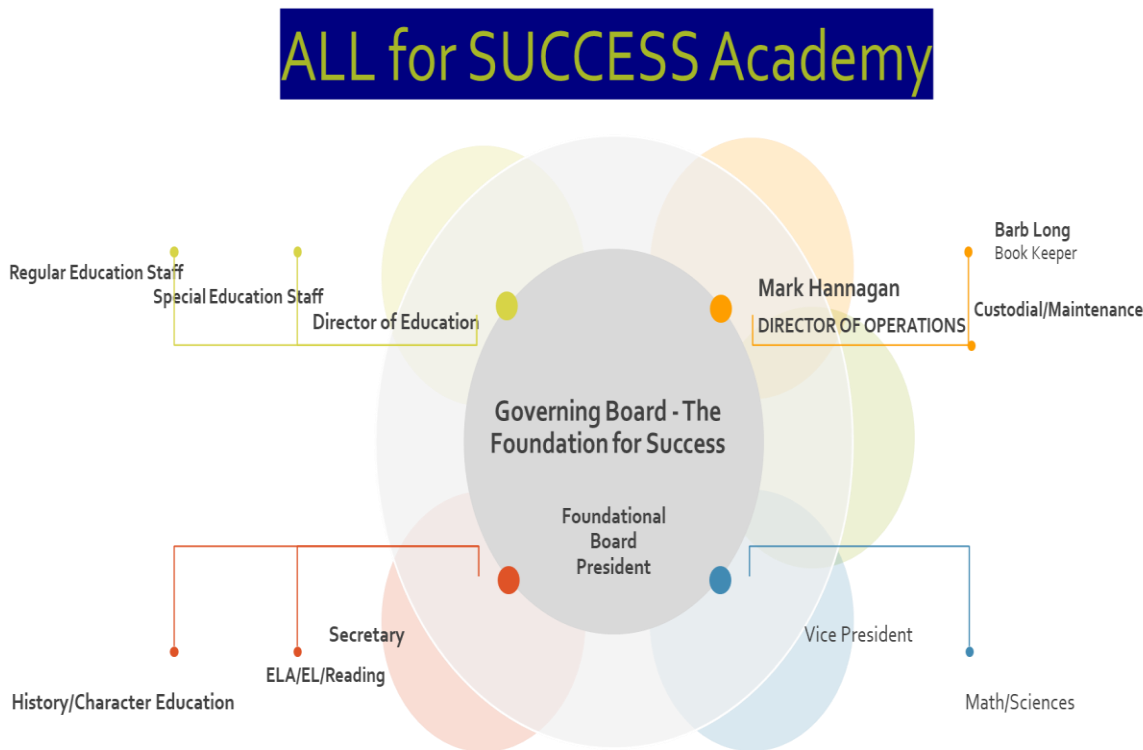 ALL for SUCCESS Academy
Regular Education Staff
Special Education Staff
Director of Education
Mark Hannagan
DIRECTOR OF OPERATIONS
Barb Long
Book Keeper
Custodial/Maintenance
Governing Board - The
Foundation for Success
Foundational
Board
President
Secretary
ELA/EL/Reading
History/Character Education
Vice President
Math/Sciences